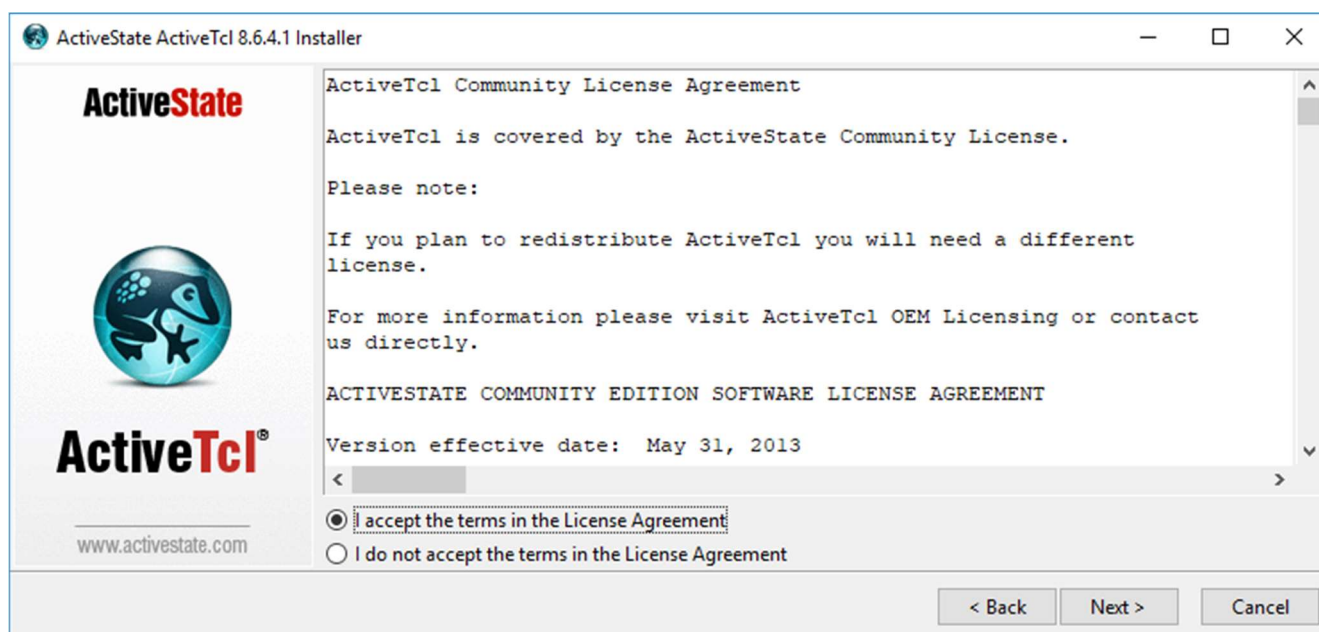 ActiveState ActiveTcl 8.6.4.1 Installer
ActiveState
ActiveTcl®
www.activestate.com
ActiveTcl Community License Agreement
ActiveTcl is covered by the ActiveState Community License.
Please note:
If you plan to redistribute ActiveTcl you will need a different
license.
For more information please visit ActiveTcl OEM Licensing or contact
us directly.
ACTIVESTATE COMMUNITY EDITION SOFTWARE LICENSE AGREEMENT
Version effective date:  May 31, 2013
I accept the terms in the License Agreement
I do not accept the terms in the License Agreement
< Back Next > Cancel